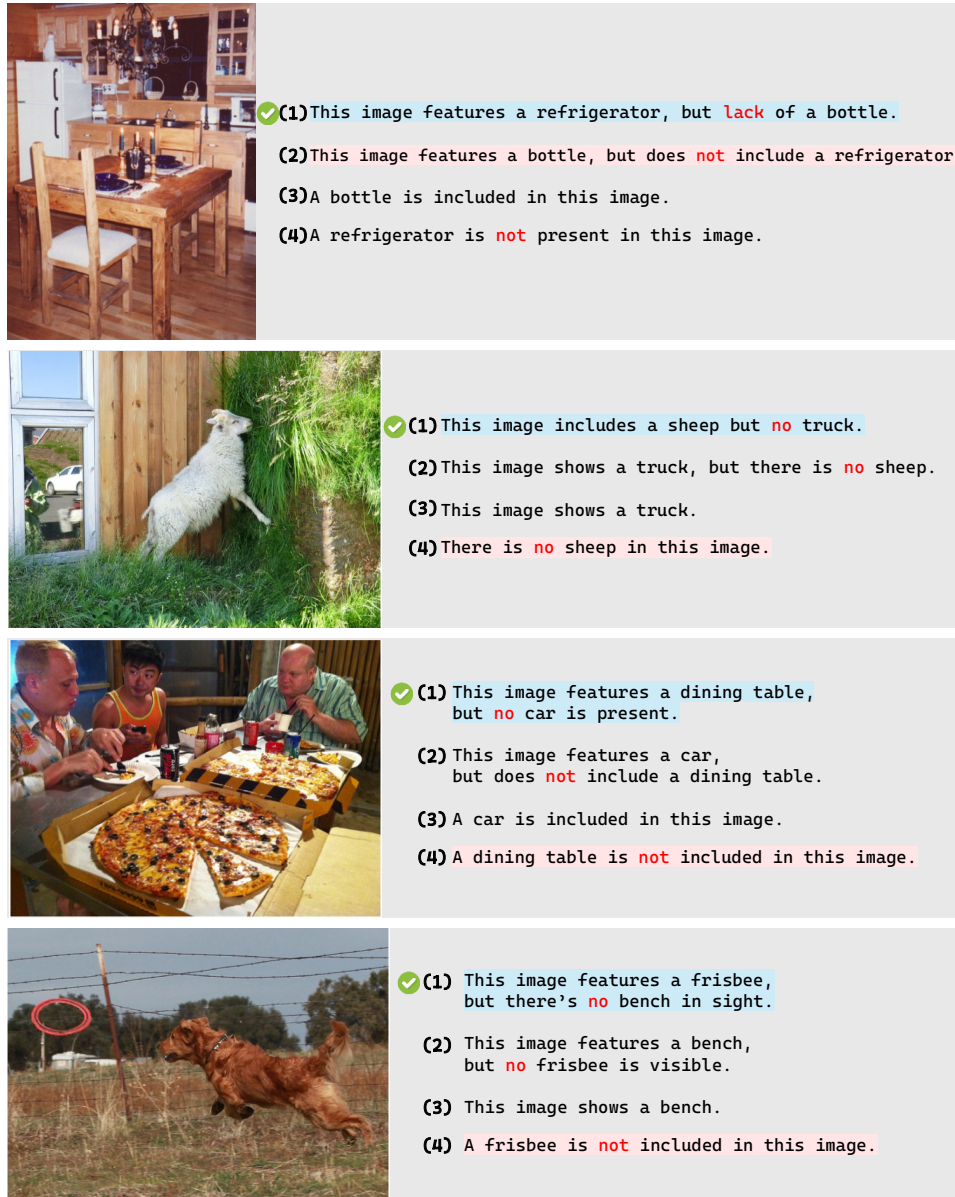 (1) This image features a refrigerator, but lack of a bottle.
(2) This image features a bottle, but does not include a refrigerator
(3) A bottle is included in this image.
(4) A refrigerator is not present in this image.
(1) This image includes a sheep but no truck.
(2) This image shows a truck, but there is no sheep.
(3) This image shows a truck.
(4) There is no sheep in this image.
(1) This image features a dining table,
but no car is present.
(2) This image features a car,
but does not include a dining table.
(3) A car is included in this image.
(4) A dining table is not included in this image.
(1) This image features a frisbee,
but there's no bench in sight.
(2) This image features a bench,
but no frisbee is visible.
(3) This image shows a bench.
(4) A frisbee is not included in this image.